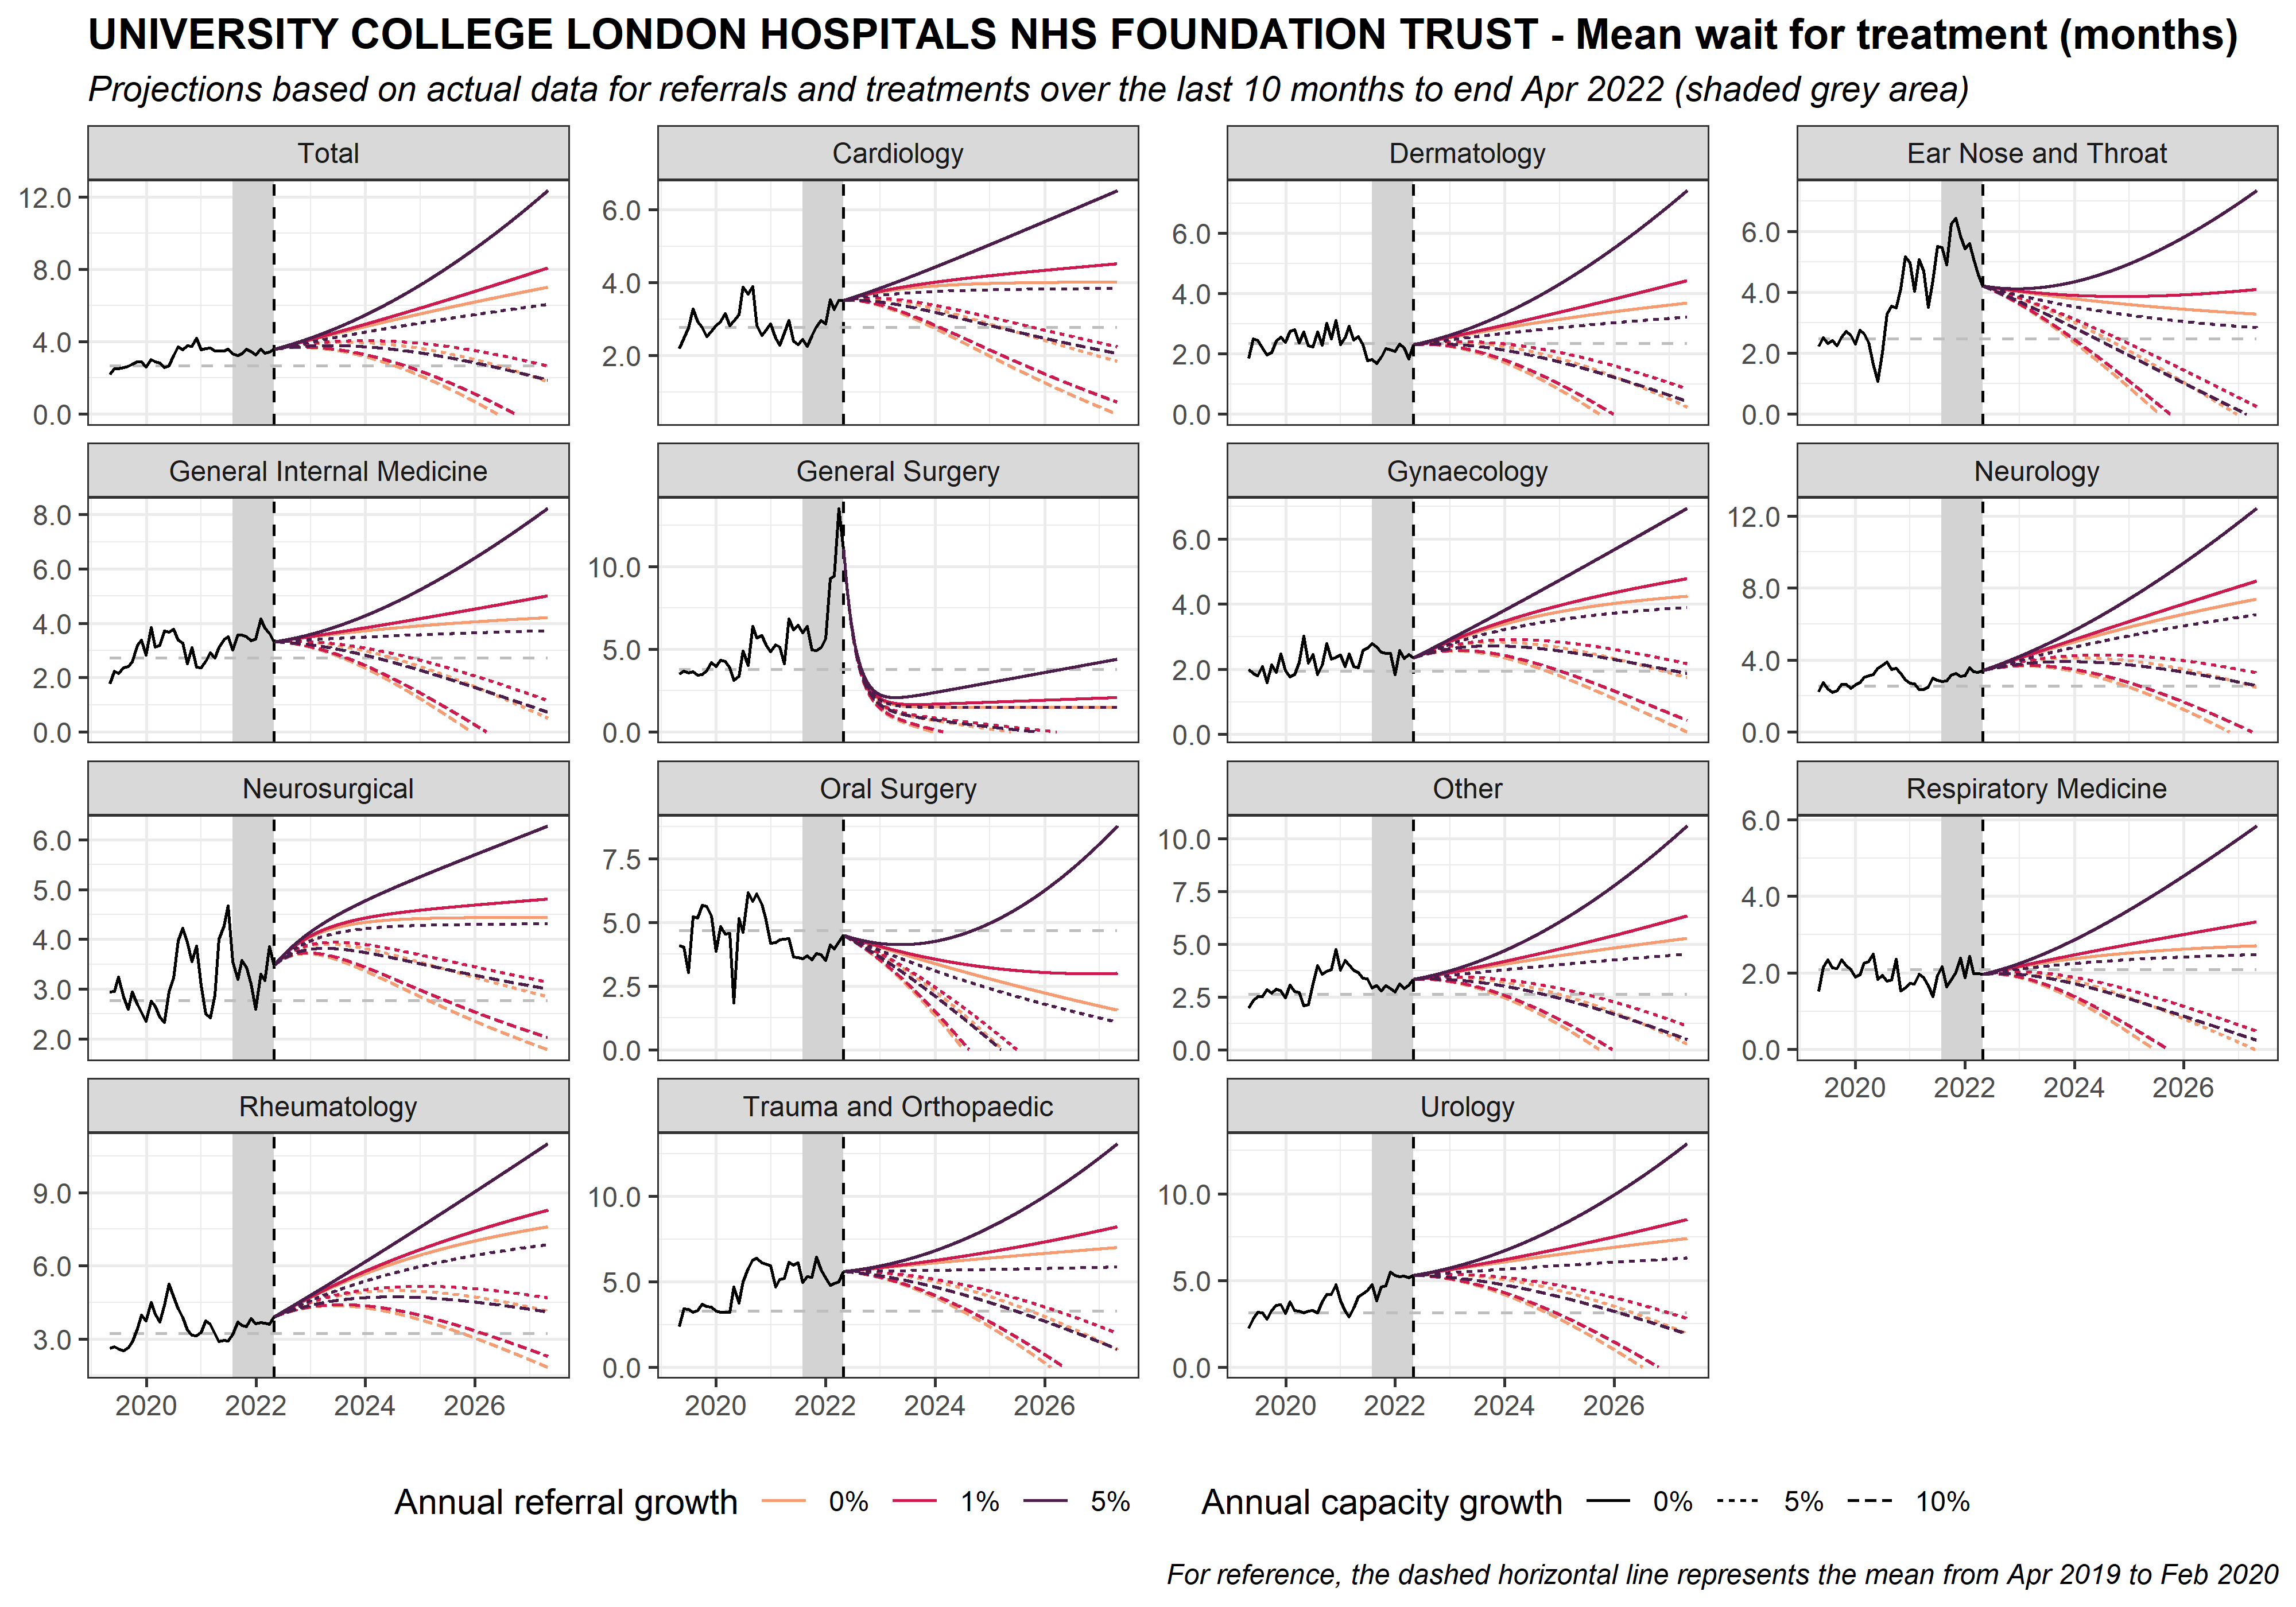 UNIVERSITY COLLEGE LONDON HOSPITALS NHS FOUNDATION TRUST - Mean wait for treatment (months)
Projections based on actual data for referrals and treatments over the last 10 months to end Apr 2022 (shaded grey area)
Total
Cardiology
Dermatology
Ear Nose and Throat
12.0
8.0
4.0
0.0
6.0
4.0
2.0
6.0
4.0
2.0
0.0
6.0
4.0
2.0
0.0
General Internal Medicine
General Surgery
Gynaecology
Neurology
8.0
6.0
4.0
2.0
0.0
10.0
5.0
0.0
6.0
4.0
2.0
0.0
12.0
8.0
4.0
0.0
Neurosurgical
Oral Surgery
Other
Respiratory Medicine
6.0
5.0
4.0
3.0
2.0
7.5
5.0
2.5
0.0
10.0
7.5
5.0
2.5
0.0
6.0
4.0
2.0
0.0
2020 2022 2024 2026
Rheumatology
Trauma and Orthopaedic
Urology
9.0
6.0
3.0
10.0
5.0
0.0
10.0
5.0
0.0
2020 2022 2024 2026
2020 2022 2024 2026
2020 2022 2024 2026
Annual referral growth 0% 1% 5%
Annual capacity growth 0% 5% 10%
For reference, the dashed horizontal line represents the mean from Apr 2019 to Feb 2020